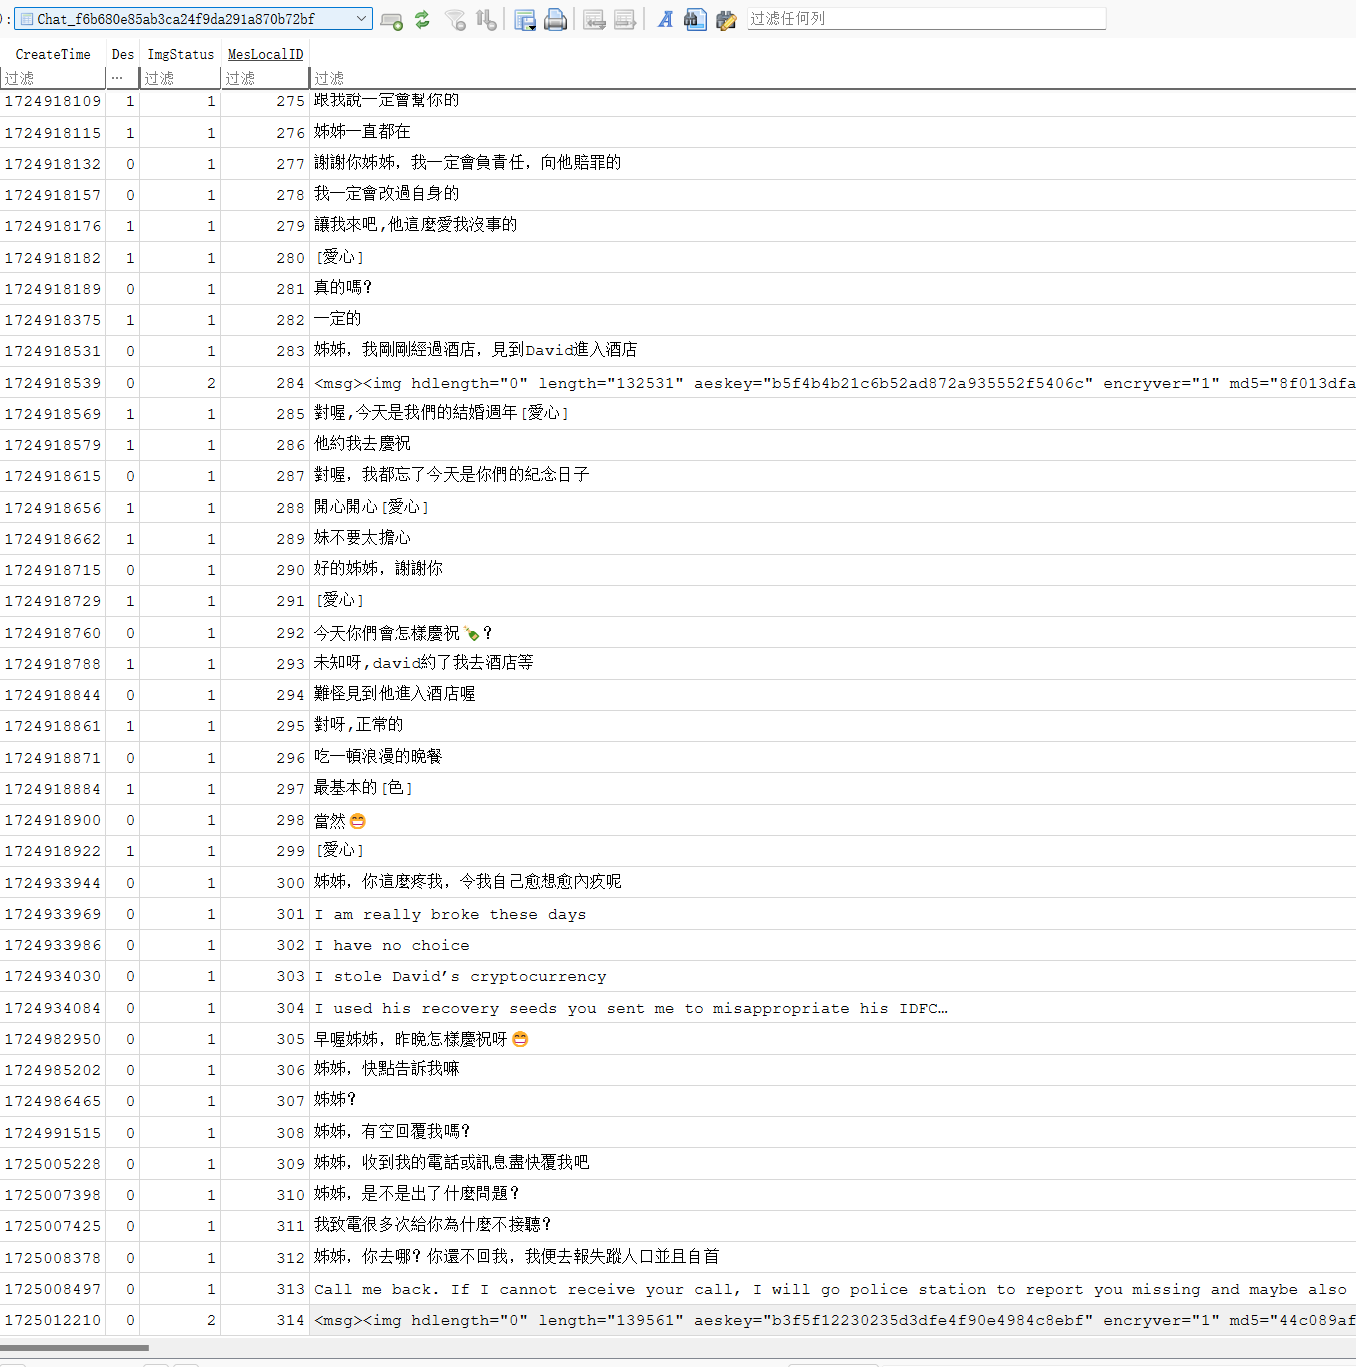 : Chat_f6b680e85ab3ca24f9da291a870b72bf 过滤任何列
CreateTime Des ImgStatus MesLocalID
过滤 … 过滤 过滤 过滤
1724918109 1 1 275 跟我說一定會幫你的
1724918115 1 1 276 姊姊一直都在
1724918132 0 1 277 謝謝你姊姊，我一定會負責任，向他賠罪的
1724918157 0 1 278 我一定會改過自身的
1724918176 1 1 279 讓我來吧,他這麼愛我沒事的
1724918182 1 1 280 [愛心]
1724918189 0 1 281 真的嗎？
1724918375 1 1 282 一定的
1724918531 0 1 283 姊姊，我剛剛經過酒店，見到David進入酒店
1724918539 0 2 284 <msg><img hdlength="0" length="132531" aeskey="b5f4b4b21c6b52ad872a935552f5406c" encryver="1" md5="8f013dfa
1724918569 1 1 285 對喔,今天是我們的結婚週年[愛心]
1724918579 1 1 286 他約我去慶祝
1724918615 0 1 287 對喔，我都忘了今天是你們的紀念日子
1724918656 1 1 288 開心開心[愛心]
1724918662 1 1 289 妹不要太擔心
1724918715 0 1 290 好的姊姊，謝謝你
1724918729 1 1 291 [愛心]
1724918760 0 1 292 今天你們會怎樣慶祝🍾？
1724918788 1 1 293 未知呀,david約了我去酒店等
1724918844 0 1 294 難怪見到他進入酒店喔
1724918861 1 1 295 對呀,正常的
1724918871 0 1 296 吃一頓浪漫的晚餐
1724918884 1 1 297 最基本的[色]
1724918900 0 1 298 當然😁
1724918922 1 1 299 [愛心]
1724933944 0 1 300 姊姊，你這麼疼我，令我自己愈想愈內疚呢
1724933969 0 1 301 I am really broke these days
1724933986 0 1 302 I have no choice
1724934030 0 1 303 I stole David’s cryptocurrency
1724934084 0 1 304 I used his recovery seeds you sent me to misappropriate his IDFC…
1724982950 0 1 305 早喔姊姊，昨晚怎樣慶祝呀😁
1724985202 0 1 306 姊姊，快點告訴我嘛
1724986465 0 1 307 姊姊？
1724991515 0 1 308 姊姊，有空回覆我嗎？
1725005228 0 1 309 姊姊，收到我的電話或訊息盡快覆我吧
1725007398 0 1 310 姊姊，是不是出了什麼問題？
1725007425 0 1 311 我致電很多次給你為什麼不接聽？
1725008378 0 1 312 姊姊，你去哪？你還不回我，我便去報失蹤人口並且自首
1725008497 0 1 313 Call me back. If I cannot receive your call, I will go police station to report you missing and maybe also
1725012210 0 2 314 <msg><img hdlength="0" length="139561" aeskey="b3f5f12230235d3dfe4f90e4984c8ebf" encryver="1" md5="44c089af